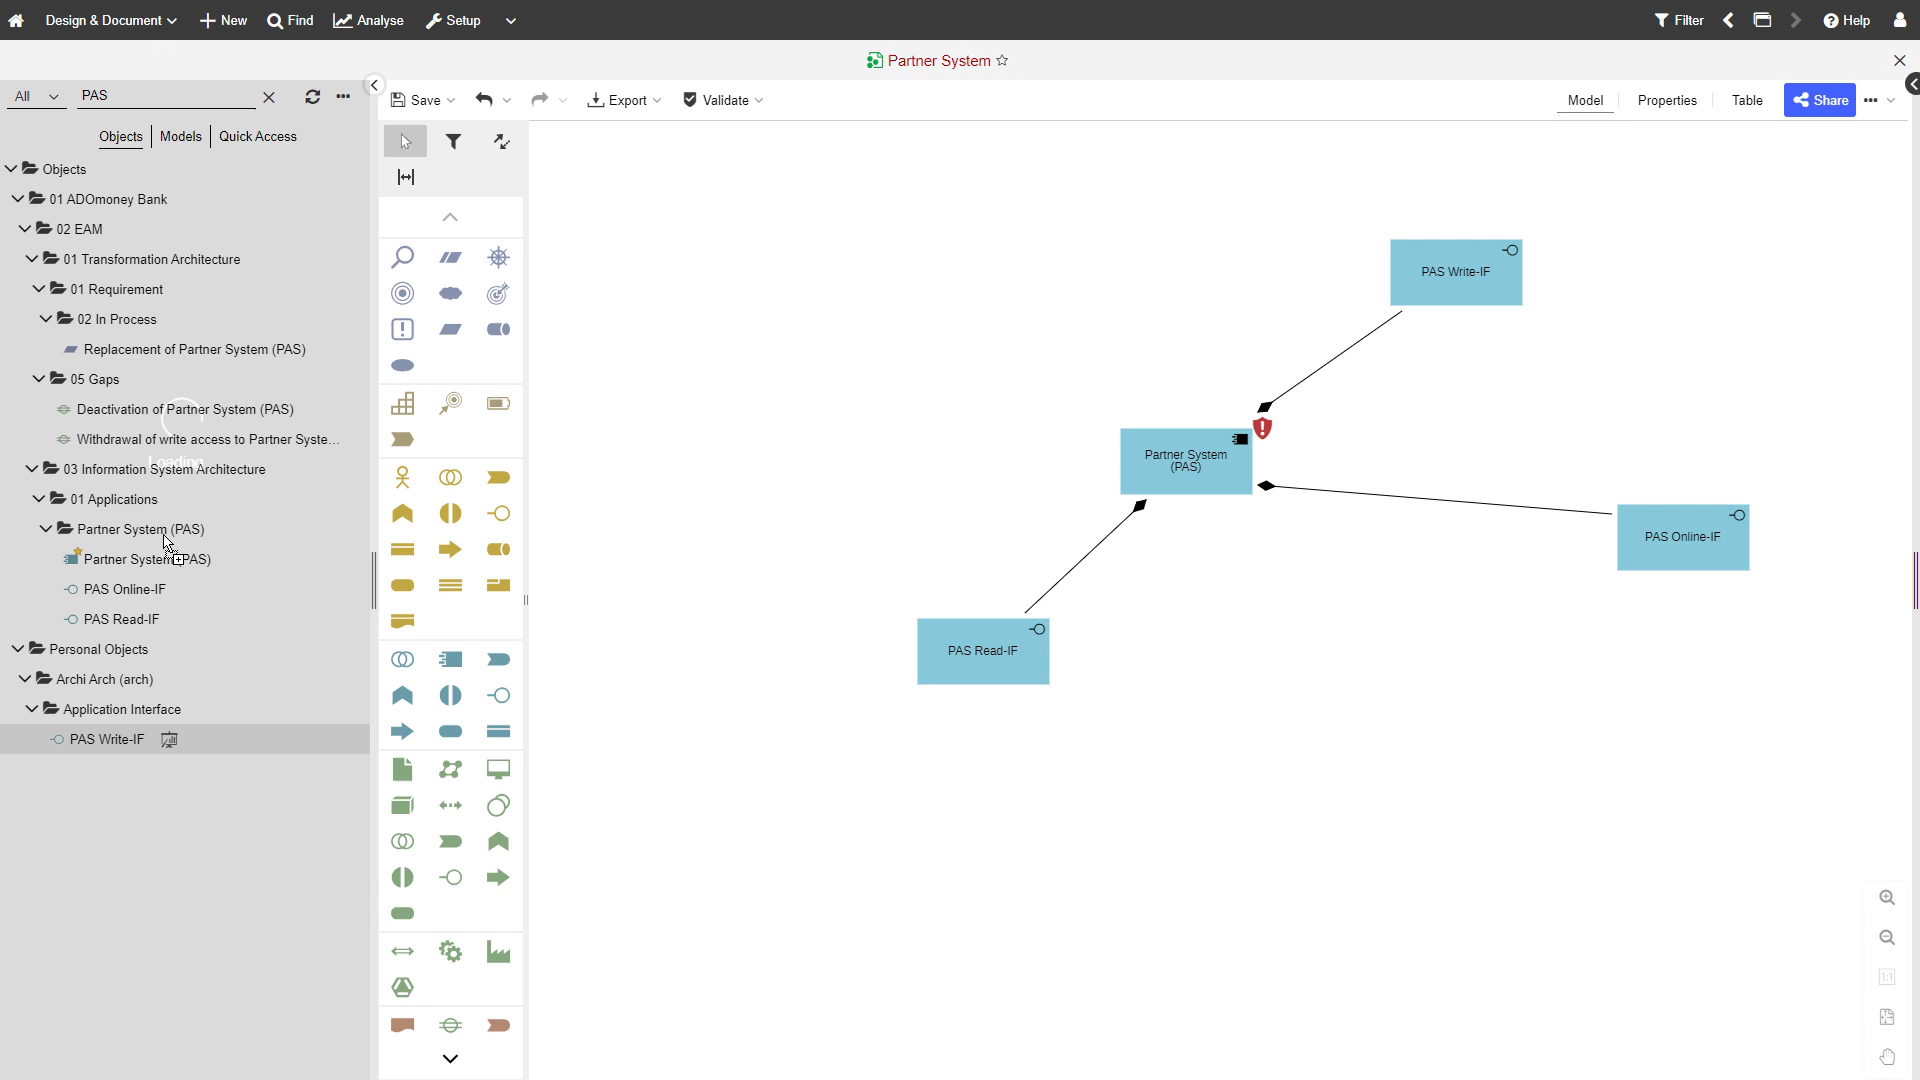 Design & Document
New
Find
Analyse
Setup
Filter
Help
Partner System
All
PAS
Save
Export
Validate
Model
Properties
Table
Share
Objects
Models
Quick Access
Objects
01 ADOmoney Bank
02 EAM
01 Transformation Architecture
01 Requirement
02 In Process
Replacement of Partner System (PAS)
05 Gaps
Deactivation of Partner System (PAS)
Withdrawal of write access to Partner Syste...
Loading
03 Information System Architecture
01 Applications
Partner System (PAS)
Partner System (PAS)
PAS Online-IF
PAS Read-IF
Personal Objects
Archi Arch (arch)
Application Interface
PAS Write-IF
PAS Write-IF
Partner System
(PAS)
PAS Online-IF
PAS Read-IF
1:1